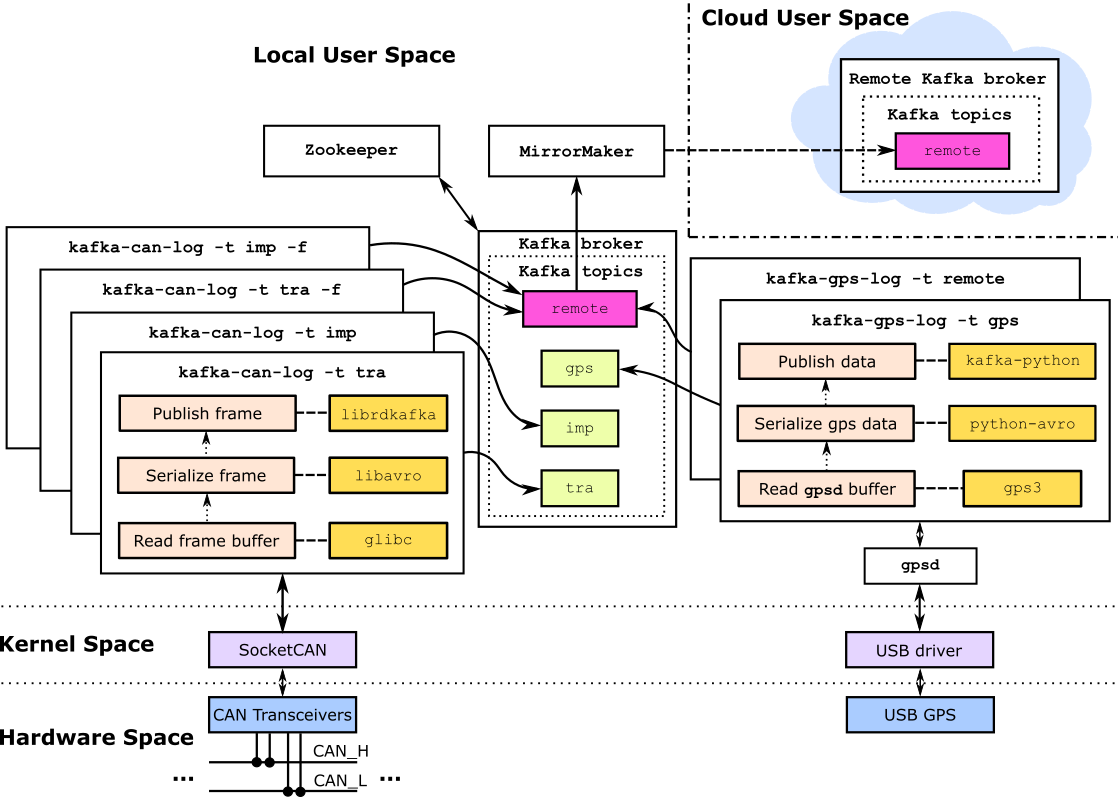 Cloud User Space
Local User Space
Remote Kafka broker
Kafka topics
remote
Zookeeper
MirrorMaker
kafka-can-log -t imp -f
kafka-can-log -t tra -f
kafka-can-log -t imp
kafka-can-log -t tra
Publish frame
librdkafka
Serialize frame
libavro
Read frame buffer
glibc
Kafka broker
Kafka topics
remote
gps
imp
tra
kafka-gps-log -t remote
kafka-gps-log -t gps
Publish data
kafka-python
Serialize gps data
python-avro
Read gpsd buffer
gps3
gpsd
Kernel Space
SocketCAN
USB driver
Hardware Space
CAN Transceivers
USB GPS
CAN_H
... CAN_L ...